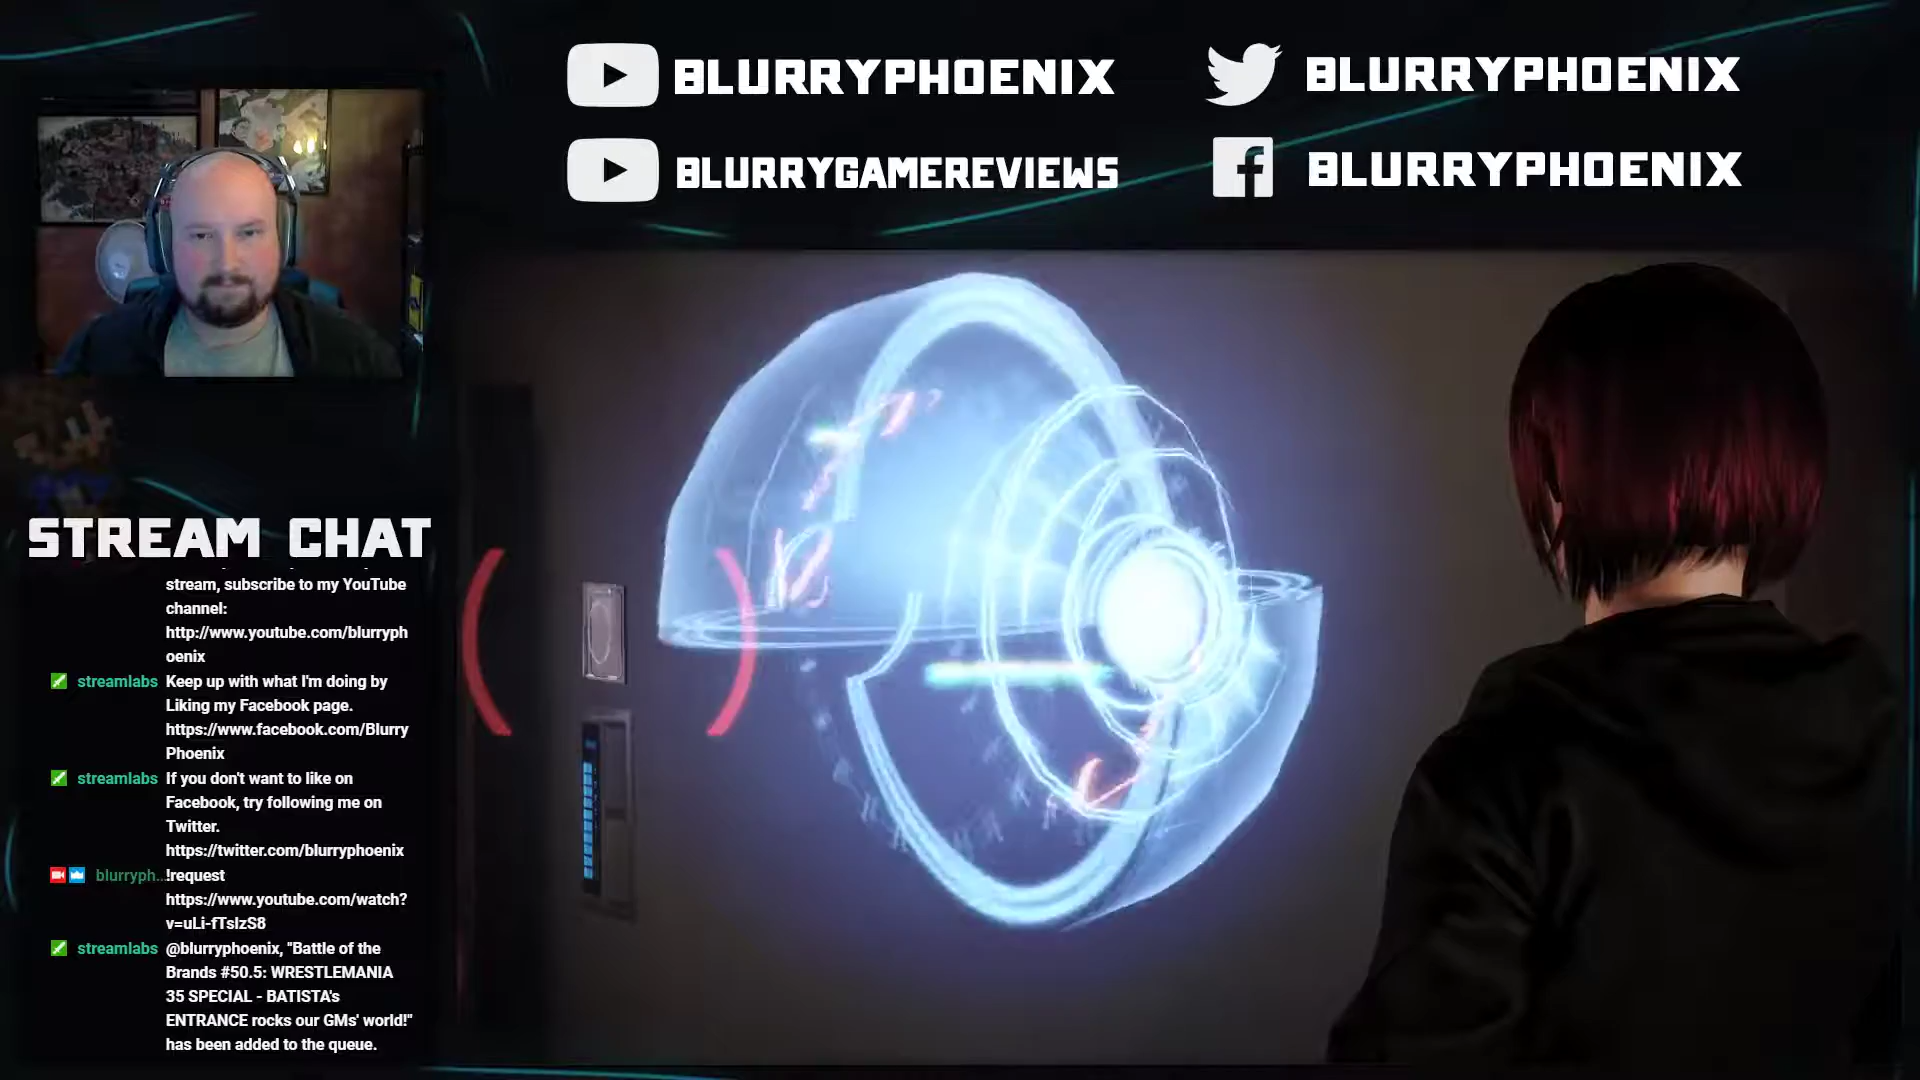 BLURRYPHOENIX
BLURRYPHOENIX
BLURRYGAMEREVIEWS
BLURRYPHOENIX
STREAM CHAT
stream, subscribe to my YouTube
channel:
http://www.youtube.com/blurryph
oenix
streamlabs Keep up with what I'm doing by
Liking my Facebook page.
https://www.facebook.com/Blurry
Phoenix
streamlabs If you don't want to like on
Facebook, try following me on
Twitter.
https://twitter.com/blurryphoenix
blurryph... !request
https://www.youtube.com/watch?
v=uLi-fTslzS8
streamlabs @blurryphoenix, "Battle of the
Brands #50.5: WRESTLEMANIA
35 SPECIAL - BATISTA's
ENTRANCE rocks our GMs' world!"
has been added to the queue.